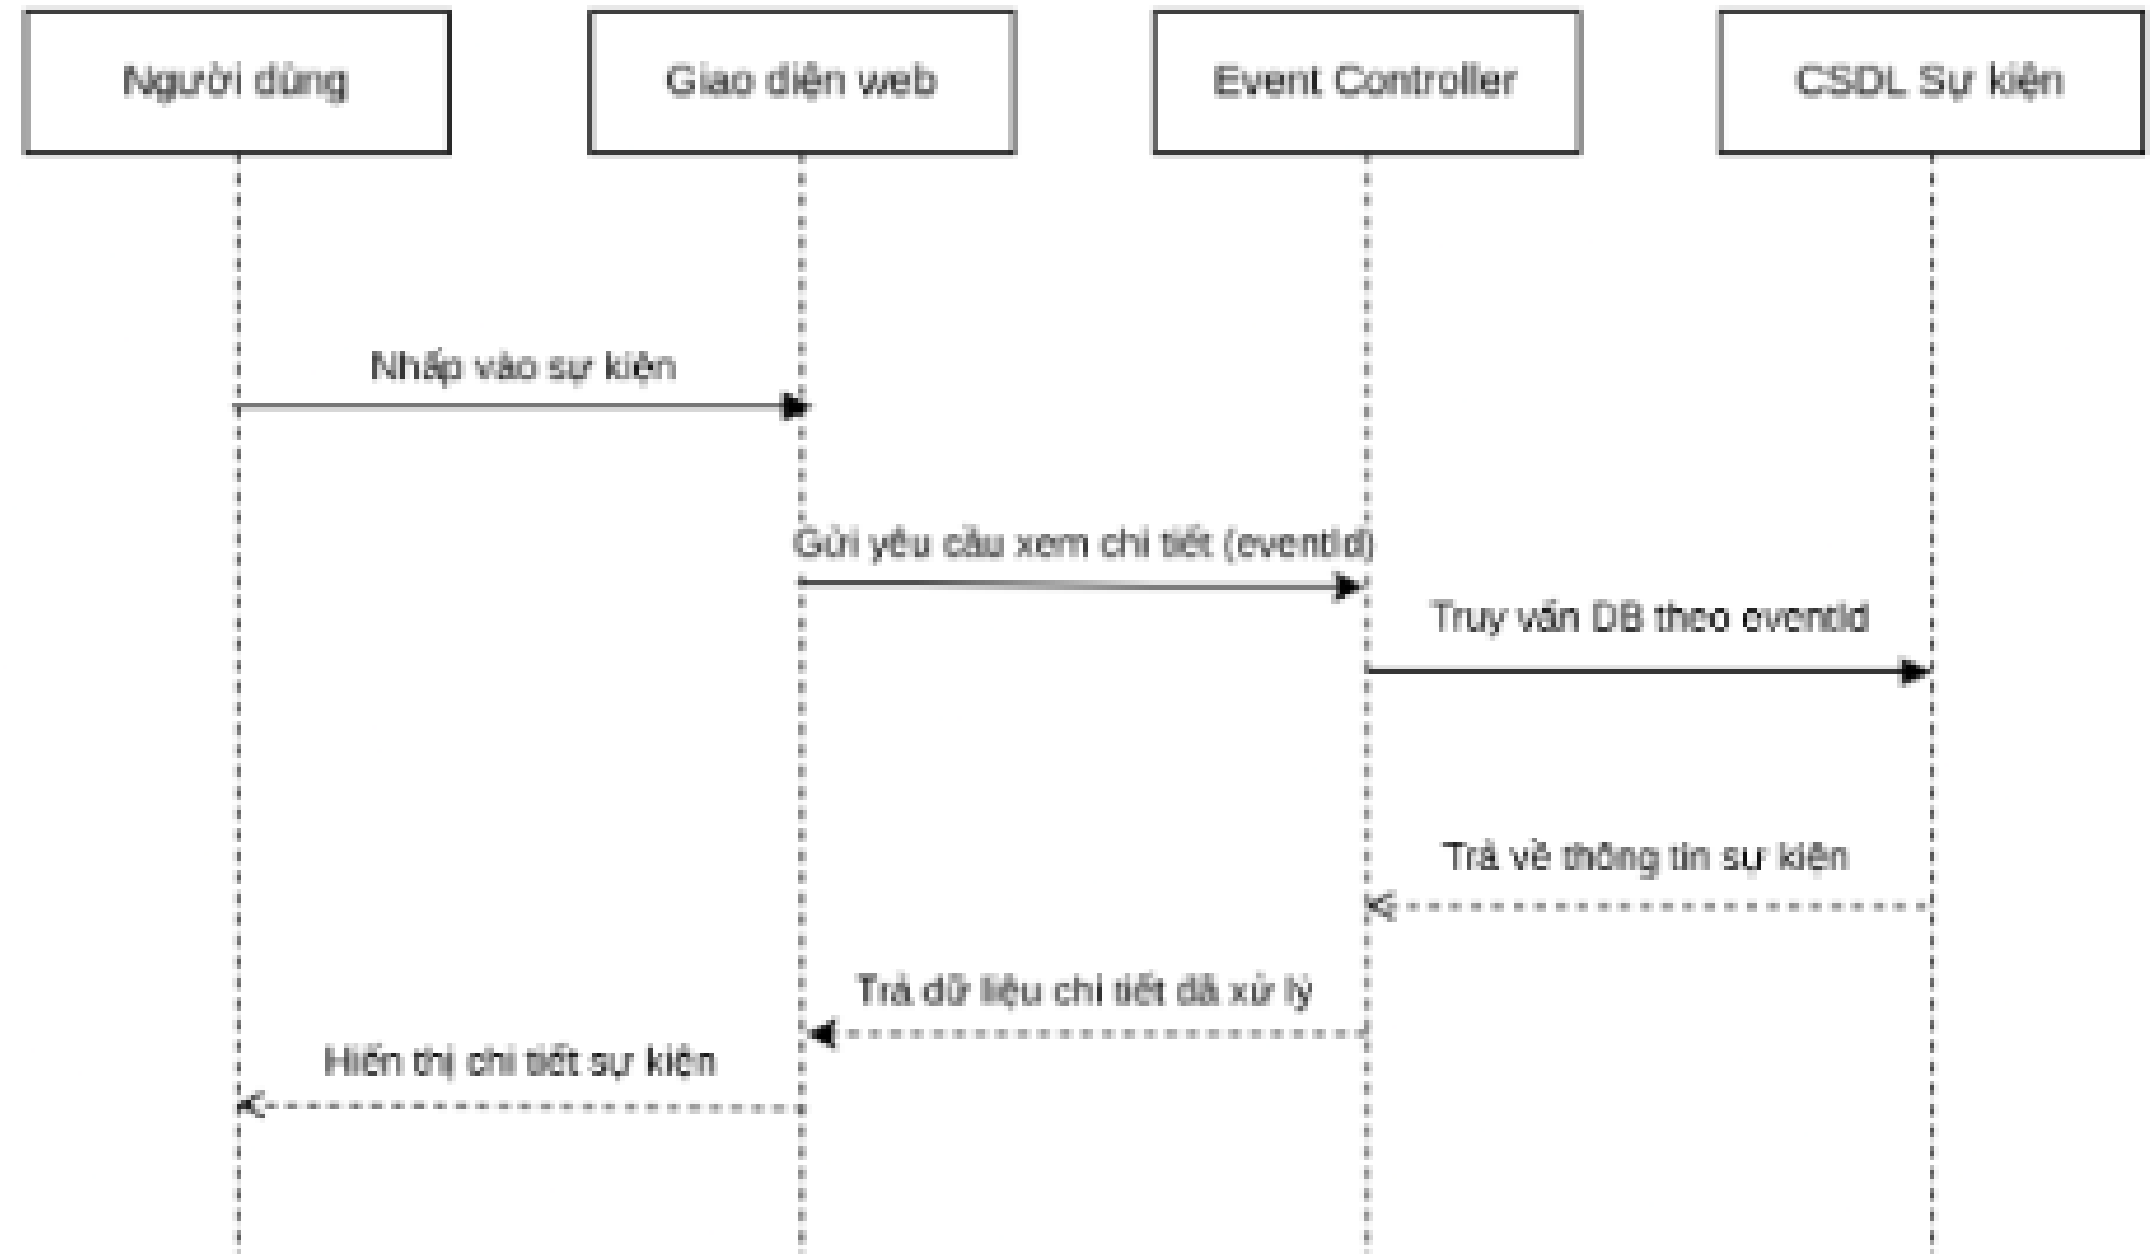 Người dùng
Giao diện web
Event Controller
CSDL Sự kiện
Nhấp vào sự kiện
Gửi yêu cầu xem chi tiết (eventId)
Truy vấn DB theo eventId
Trả về thông tin sự kiện
Trả dữ liệu chi tiết đã xử lý
Hiển thị chi tiết sự kiện